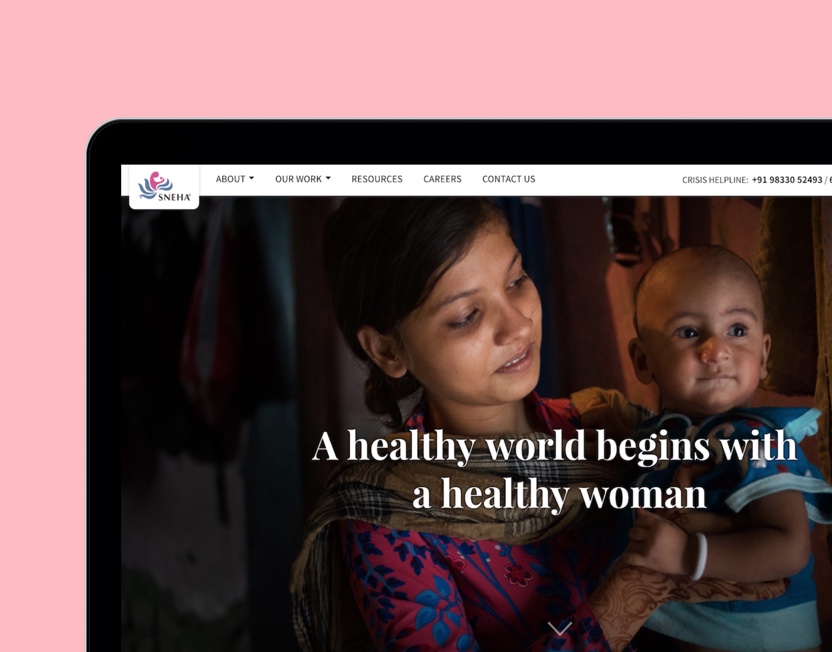 SNEHA
ABOUT
OUR WORK
RESOURCES
CAREERS
CONTACT US
CRISIS HELPLINE: +91 98330 52493 /
A healthy world begins with
a healthy woman